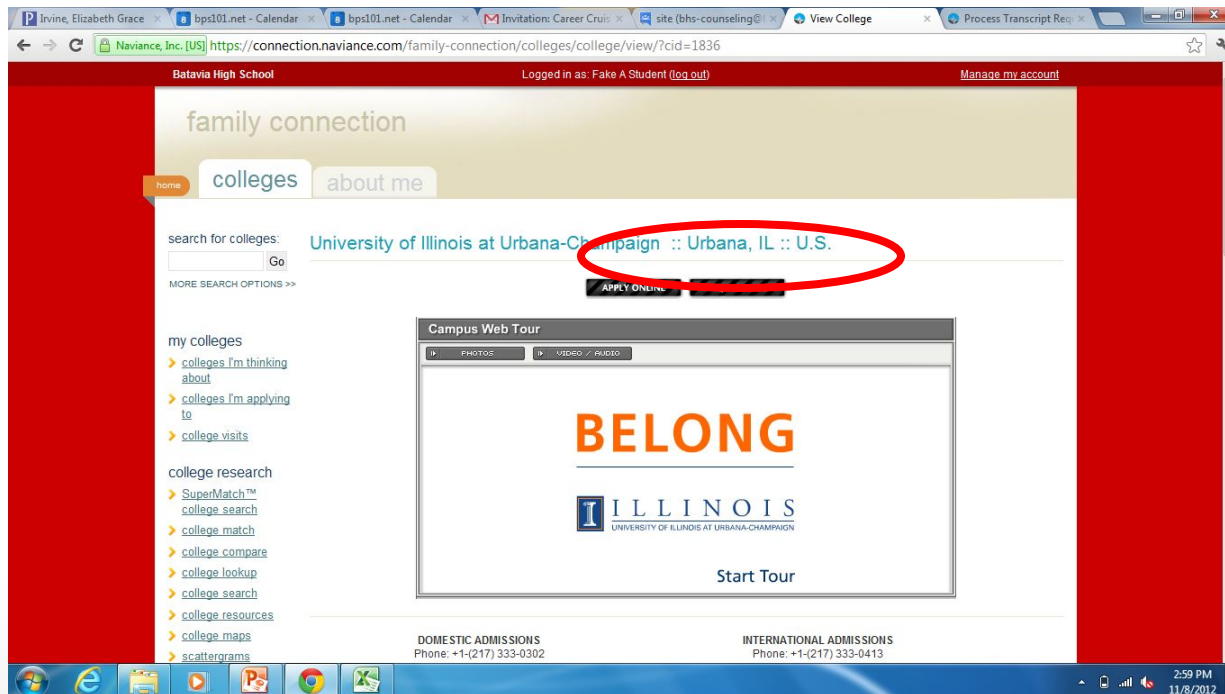 Irvine, Elizabeth Grace
bps101.net - Calendar
bps101.net - Calendar
Invitation: Career Cruis
site (bhs-counseling@
View College
Process Transcript Req
Naviance, Inc. [US] https://connection.naviance.com/family-connection/colleges/college/view/?cid=1836
Batavia High School Logged in as: Fake A Student (log out) Manage my account
family connection
home colleges about me
search for colleges:
Go
MORE SEARCH OPTIONS >>
University of Illinois at Urbana-Champaign :: Urbana, IL :: U.S.
APPLY ONLINE
my colleges
colleges I'm thinking
about
colleges I'm applying
to
college visits
college research
SuperMatch™
college search
college match
college compare
college lookup
college search
college resources
college maps
scattergrams
Campus Web Tour
PHOTOS VIDEO / AUDIO
BELONG
I ILLINOIS
UNIVERSITY OF ILLINOIS AT URBANA-CHAMPAIGN
Start Tour
DOMESTIC ADMISSIONS
Phone: +1-(217) 333-0302
INTERNATIONAL ADMISSIONS
Phone: +1-(217) 333-0413
2:59 PM
11/8/2012